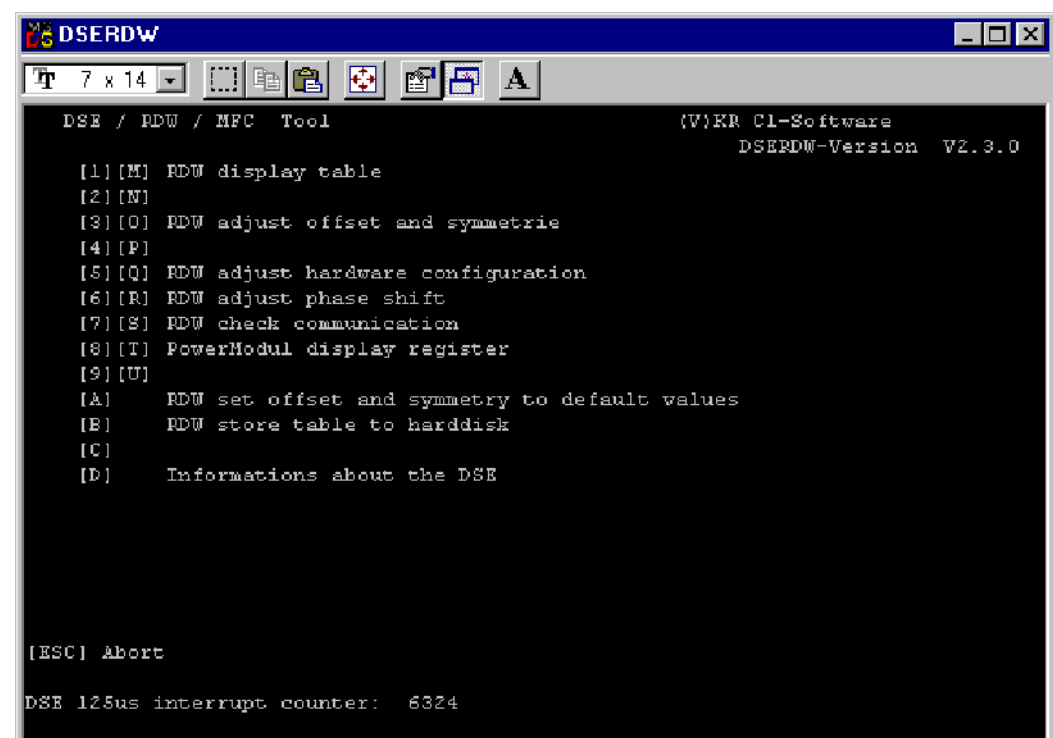 DSERDW
7 x 14
A
DSE / RDW / MFC Tool (V)KR C1-Software
DSERDW-Version V2.3.0
[1][M] RDW display table
[2][N]
[3][O] RDW adjust offset and symmetrie
[4][P]
[5][Q] RDW adjust hardware configuration
[6][R] RDW adjust phase shift
[7][S] RDW check communication
[8][T] PowerModul display register
[9][U]
[A] RDW set offset and symmetry to default values
[B] RDW store table to harddisk
[C]
[D] Informations about the DSE
[ESC] Abort
DSE 125us interrupt counter: 6324